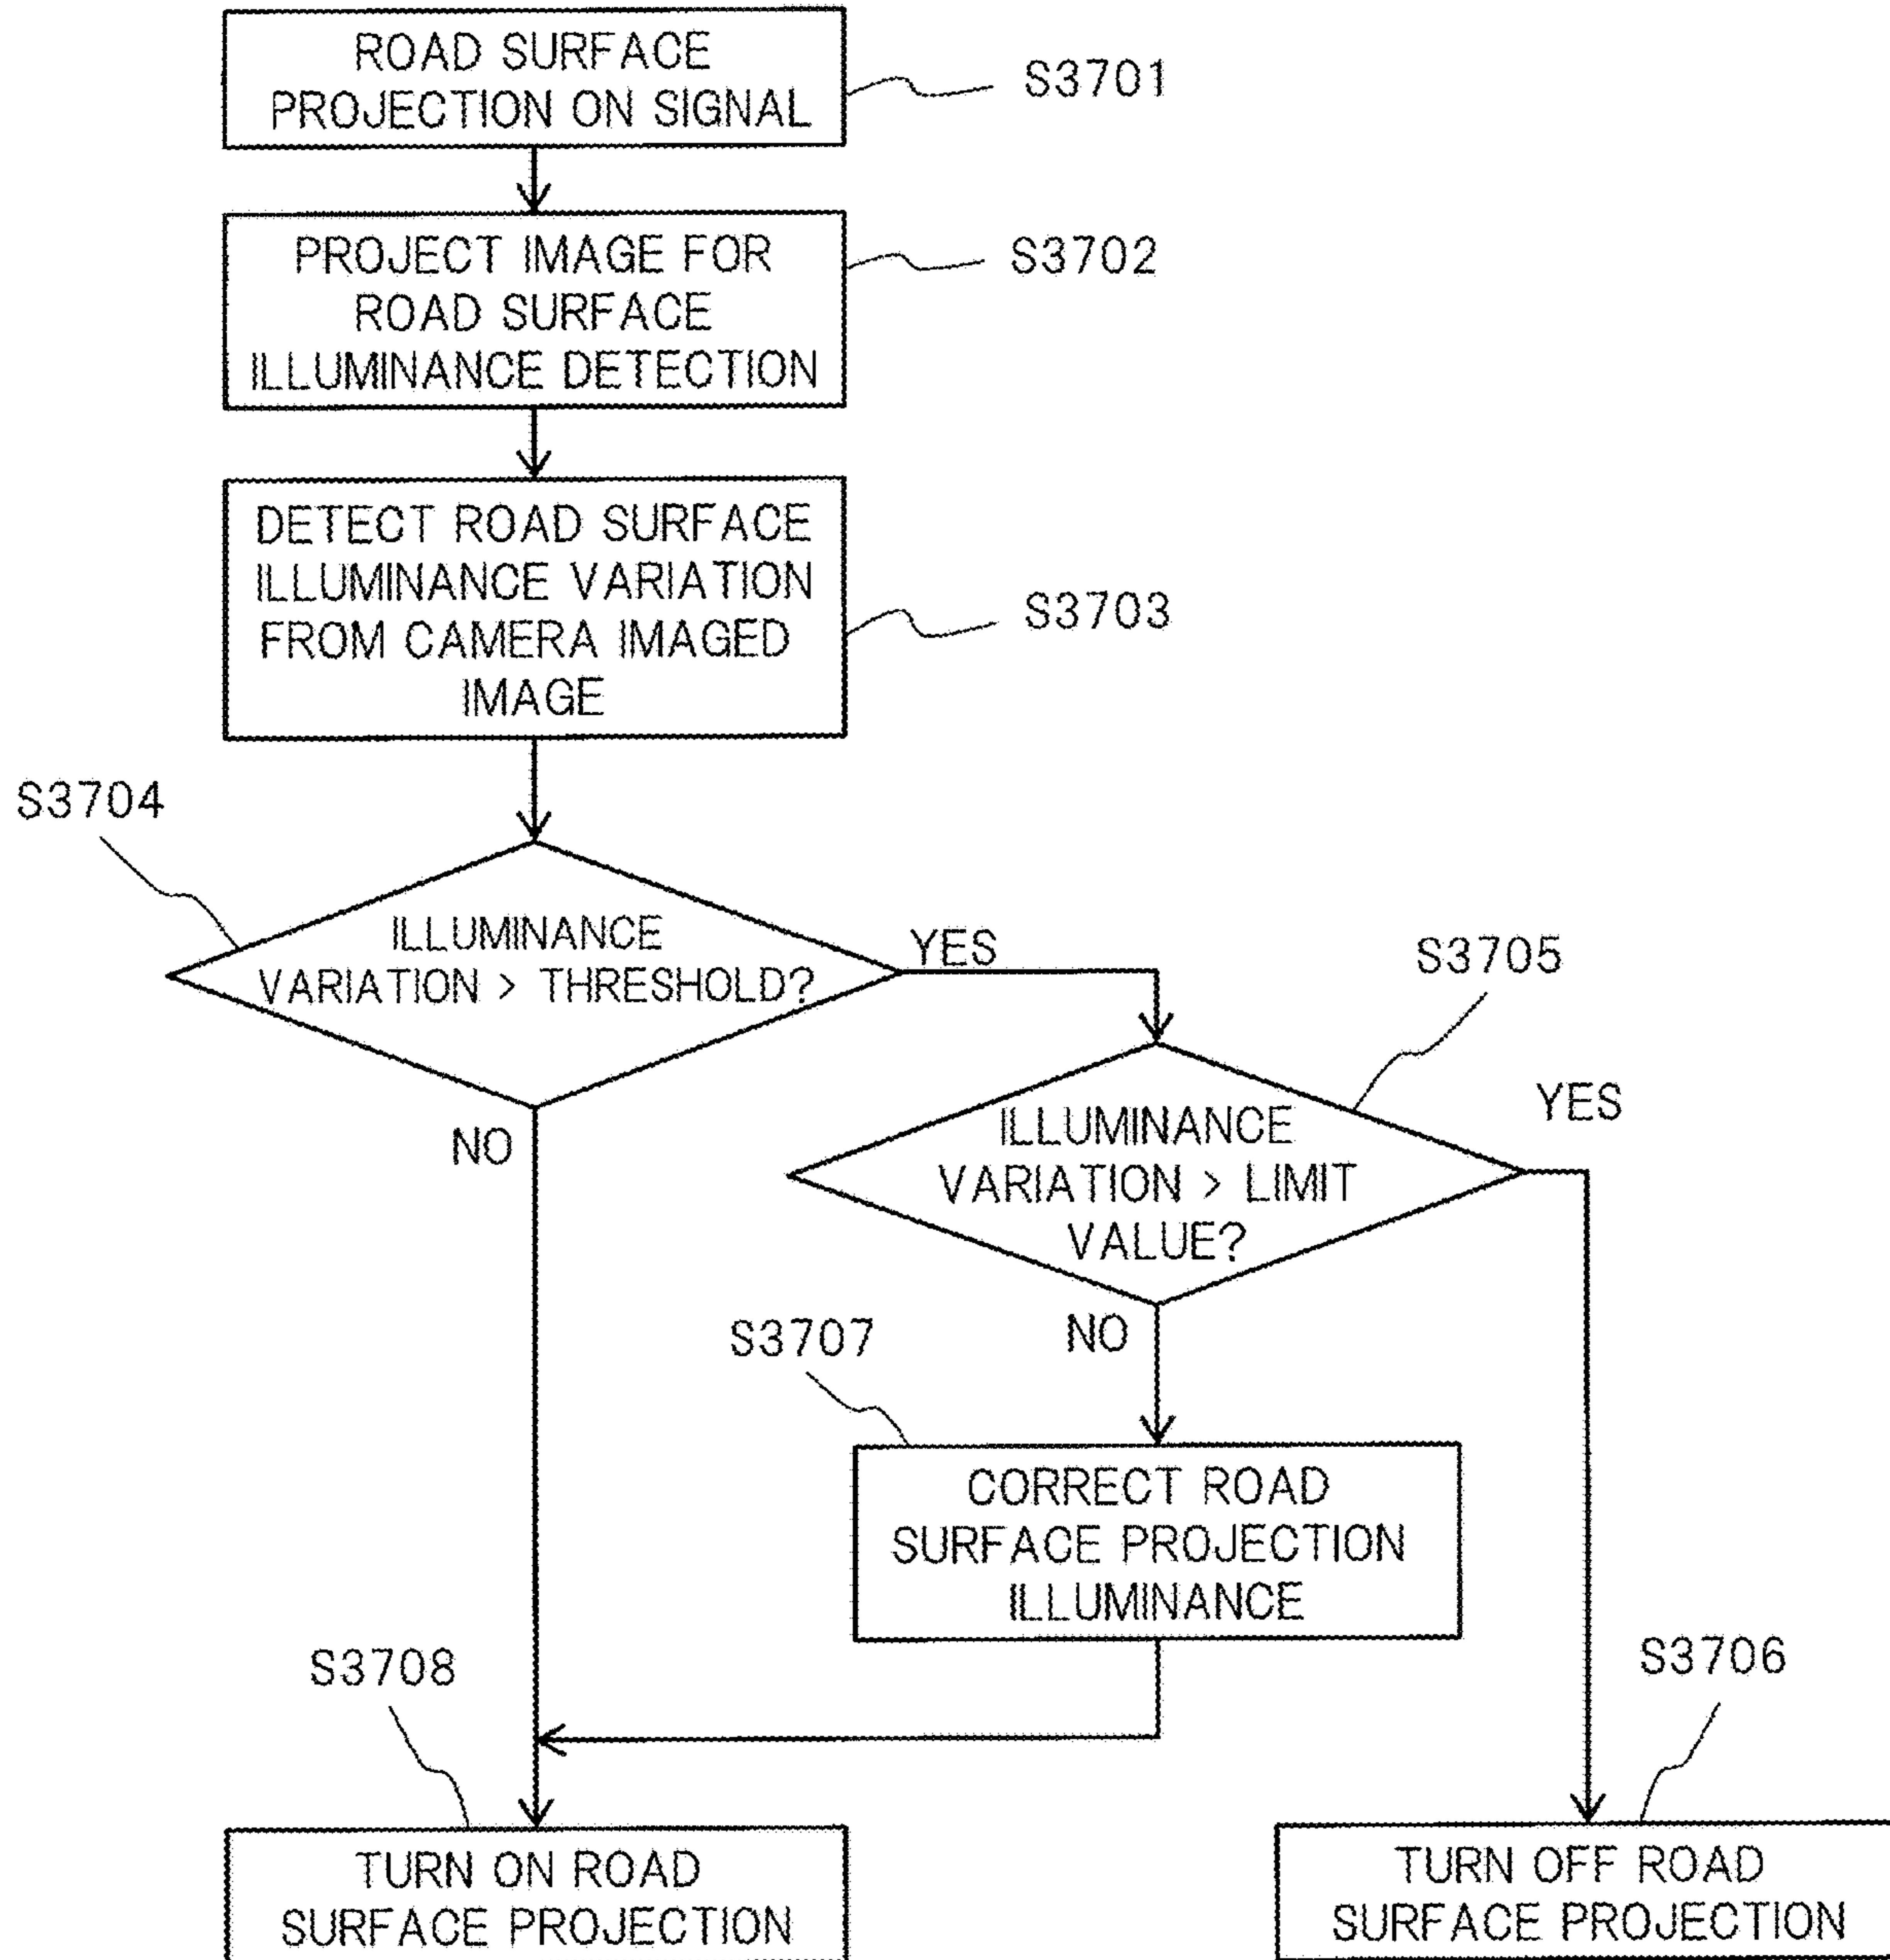 ROAD SURFACE
PROJECTION ON SIGNAL
S3701
PROJECT IMAGE FOR
ROAD SURFACE
ILLUMINANCE DETECTION
S3702
DETECT ROAD SURFACE
ILLUMINANCE VARIATION
FROM CAMERA IMAGED
IMAGE
S3703
S3704
ILLUMINANCE
VARIATION > THRESHOLD?
YES
NO
S3705
ILLUMINANCE
VARIATION > LIMIT
VALUE?
YES
NO
S3707
CORRECT ROAD
SURFACE PROJECTION
ILLUMINANCE
S3708
TURN ON ROAD
SURFACE PROJECTION
S3706
TURN OFF ROAD
SURFACE PROJECTION